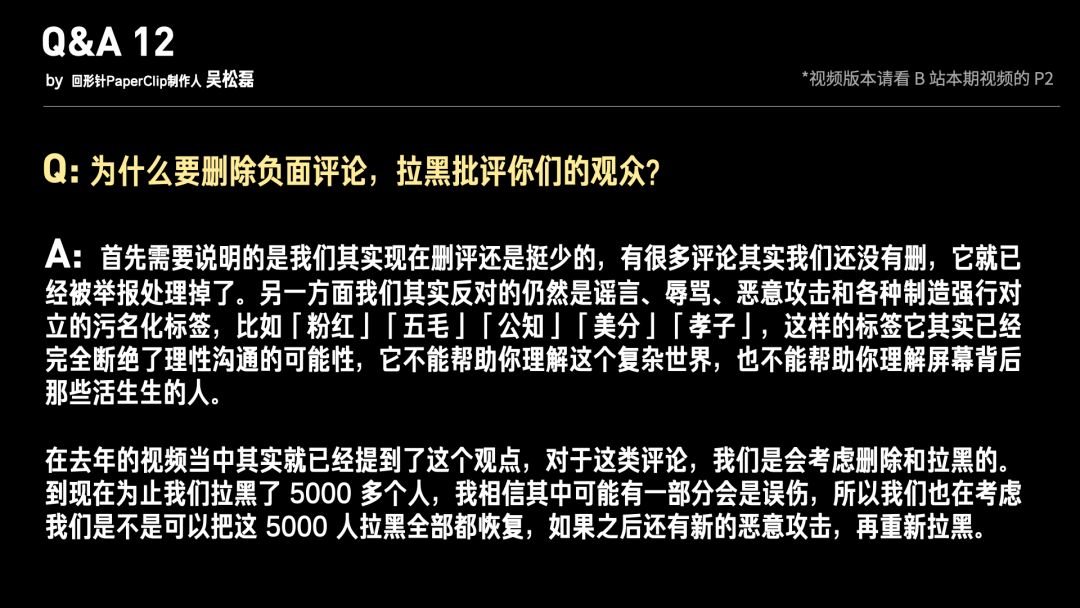 Q&A 12
by 回形针PaperClip制作人 吴松磊
*视频版本请看 B 站本期视频的 P2
Q: 为什么要删除负面评论，拉黑批评你们的观众？
A: 首先需要说明的是我们其实现在删评还是挺少的，有很多评论其实我们还没有删，它就已
经被举报处理掉了。另一方面我们其实反对的仍然是谣言、辱骂、恶意攻击和各种制造强行对
立的污名化标签，比如「粉红」「五毛」「公知」「美分」「孝子」，这样的标签它其实已经
完全断绝了理性沟通的可能性，它不能帮助你理解这个复杂世界，也不能帮助你理解屏幕背后
那些活生生的人。
在去年的视频当中其实就已经提到了这个观点，对于这类评论，我们是会考虑删除和拉黑的。
到现在为止我们拉黑了 5000 多个人，我相信其中可能有一部分会是误伤，所以我们也在考虑
我们是不是可以把这 5000 人拉黑全部都恢复，如果之后还有新的恶意攻击，再重新拉黑。